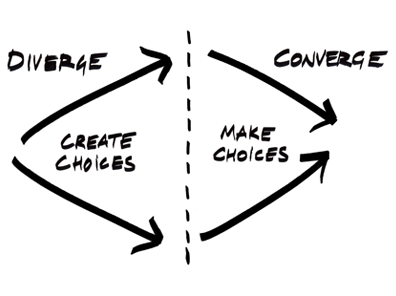 DIVERGE
CREATE
CHOICES
CONVERGE
MAKE
CHOICES